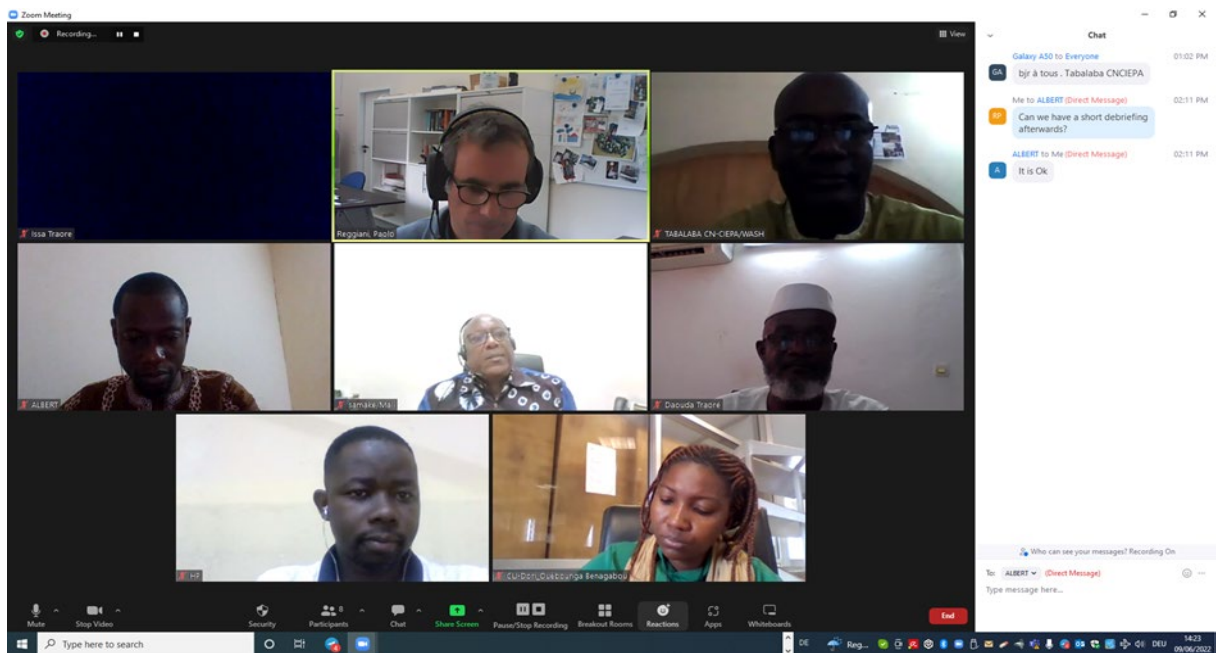 Zoom Meeting
Recording...
View
Issa Traore
Reggiani, Paolo
TABALABA CN-CIEPA/WASH
ALBERT
Daouda Traore
HP
Chat
Galaxy A50 to Everyone
01:02 PM
GA
bjr à tous . Tabalaba CNCIEPA
Me to ALBERT (Direct Message)
02:11 PM
RP
Can we have a short debriefing
afterwards?
ALBERT to Me (Direct Message)
02:11 PM
A
It is Ok
Who can see your messages? Recording On
To: ALBERT (Direct Message)
Type message here...
Mute
Stop Video
Security
8
Participants
Chat
Share Screen
Pause/Stop Recording
Breakout Rooms
Reactions
Apps
Whiteboards
End
Type here to search
DE
Reg...
DEU
14:23
09/06/2022